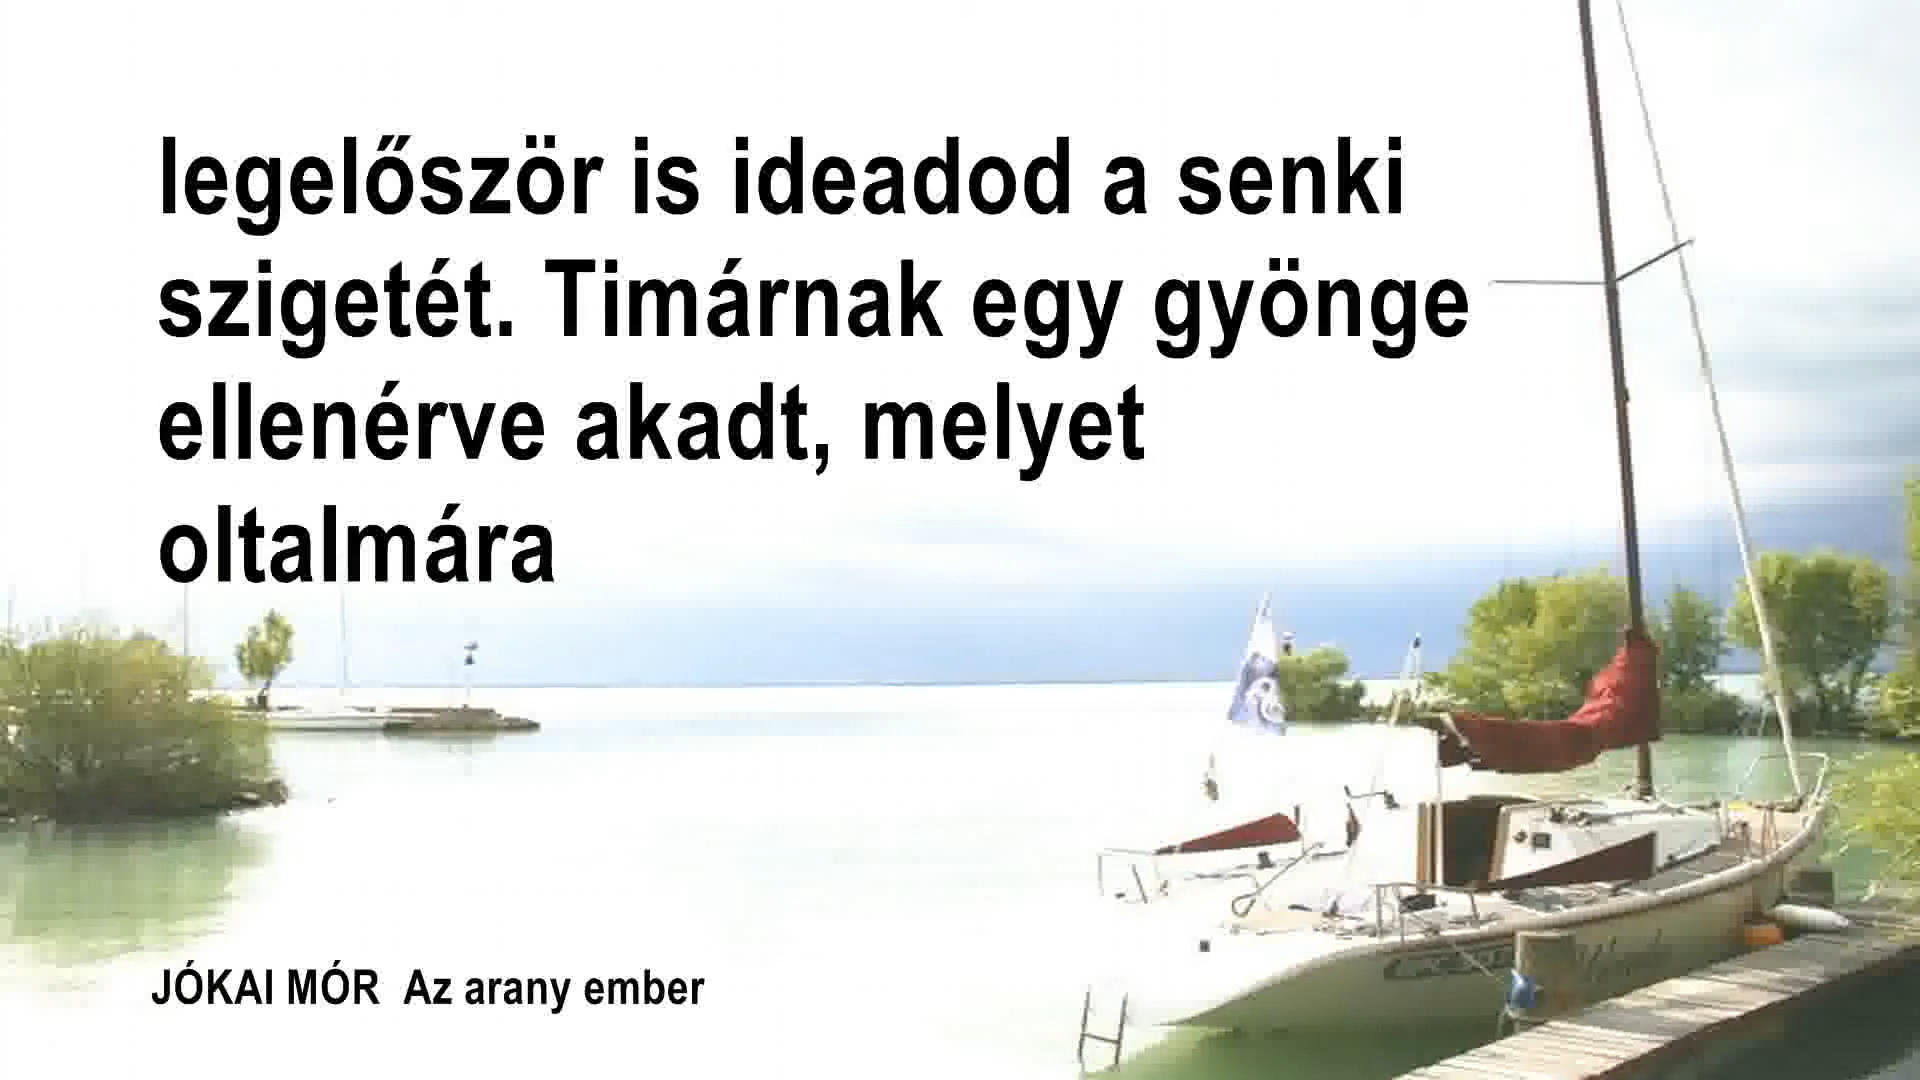 legelőször is ideadod a senki
szigetét. Timárnak egy gyönge
ellenérve akadt, melyet
oltalmára
JÓKAI MÓR  Az arany ember